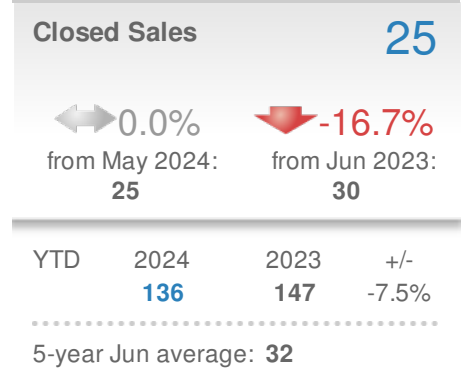 Closed Sales 25
0.0% -16.7%
from May 2024: from Jun 2023:
25 30
YTD 2024 2023 +/-
136 147 -7.5%
5-year Jun average: 32